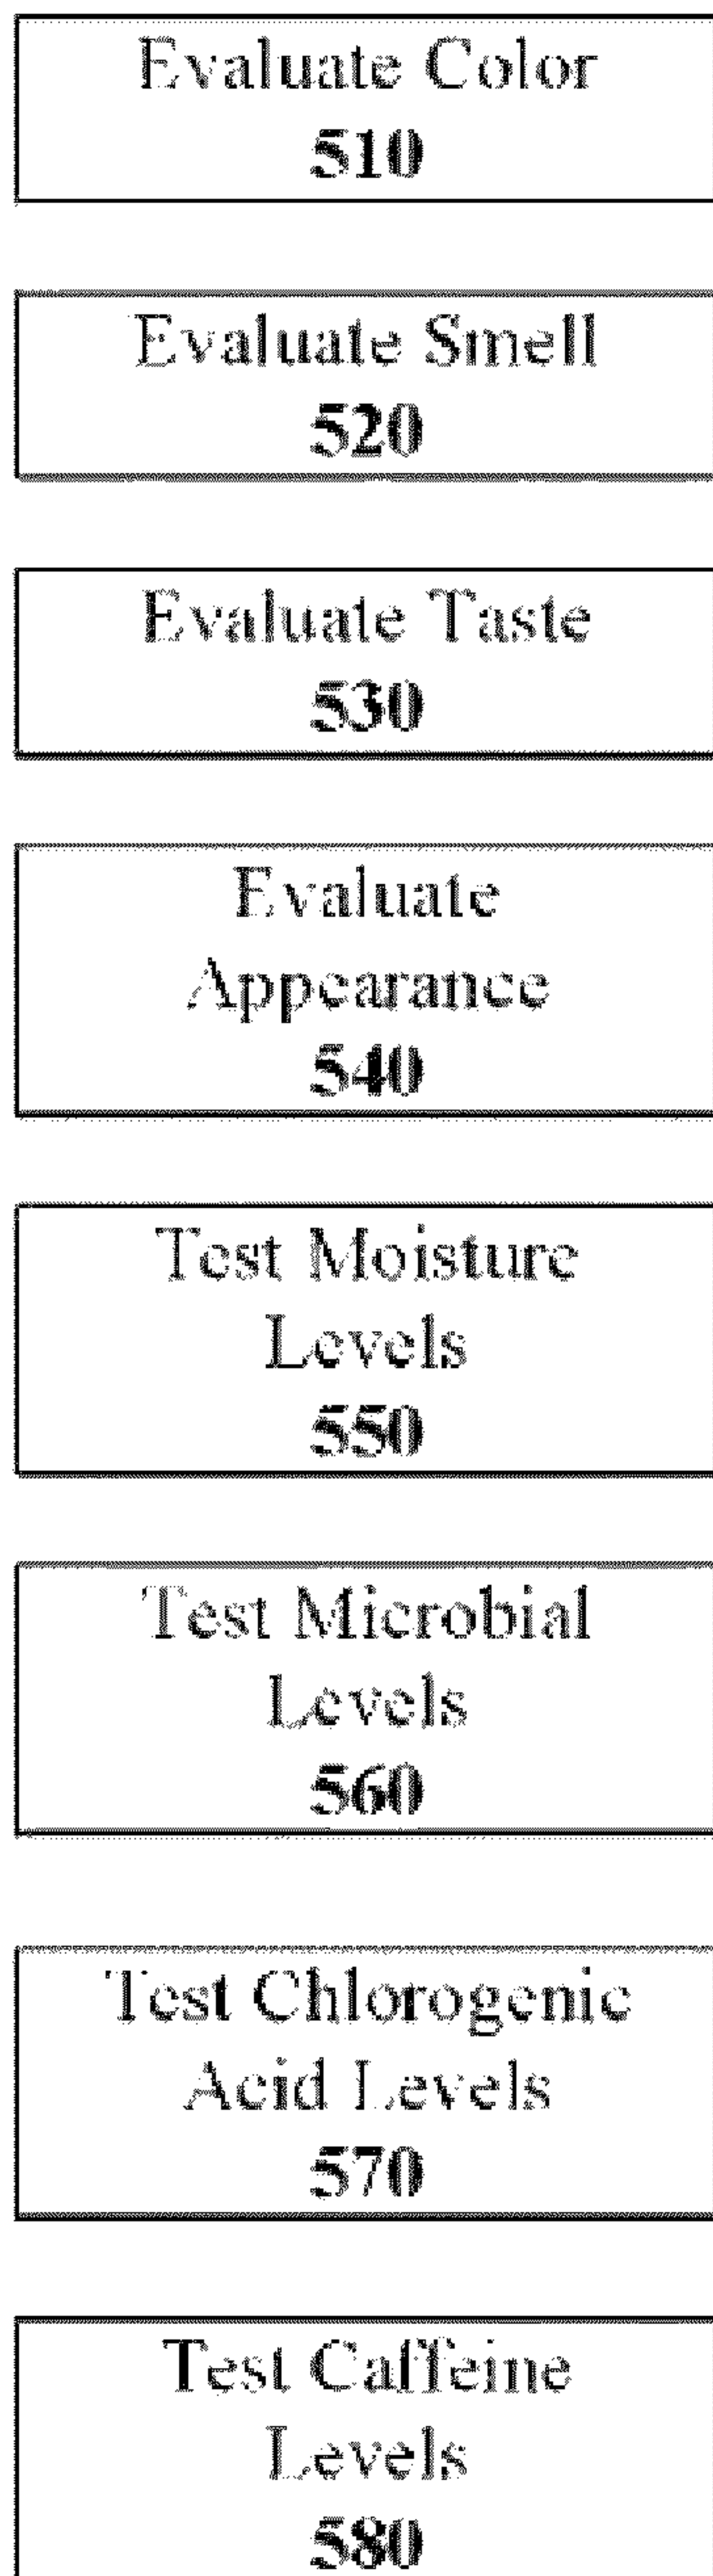 Evaluate Color
510
Evaluate Smell
520
Evaluate Taste
530
Evaluate
Appearance
540
Test Moisture
Levels
550
Test Microbial
Levels
560
Test Chlorogenic
Acid Levels
570
Test Caffeine
Levels
580